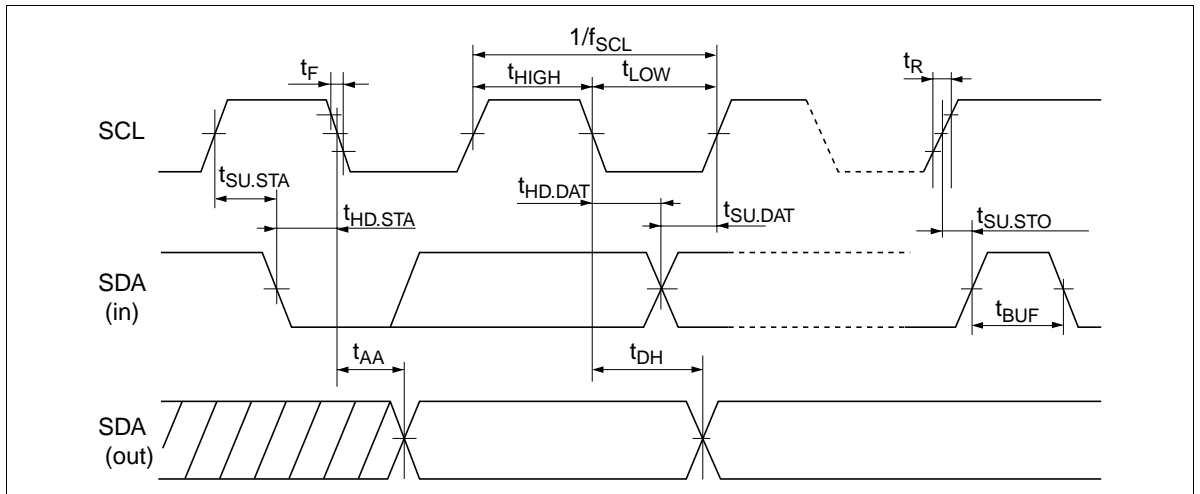 1/fSCL
tF
tHIGH
tLOW
tR
SCL
tSU.STA
tHD.DAT
tHD.STA
tSU.DAT
tSU.STO
SDA
(in)
tBUF
tAA
tDH
SDA
(out)